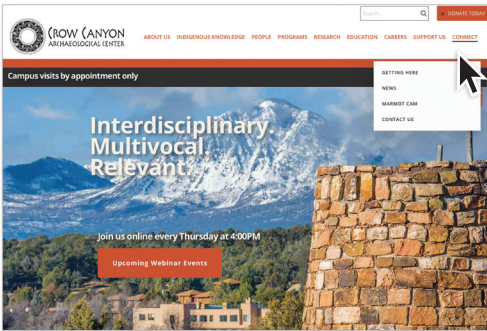 Search...
DONATE TODAY
CROW CANYON
ARCHAEOLOGICAL CENTER
ABOUT US INDIGENOUS KNOWLEDGE PEOPLE PROGRAMS RESEARCH EDUCATION CAREERS SUPPORT US CONNECT
Campus visits by appointment only
GETTING HERE
NEWS
MARMOT CAM
CONTACT US
Interdisciplinary.
Multivocal.
Relevant.
Join us online every Thursday at 4:00PM
Upcoming Webinar Events